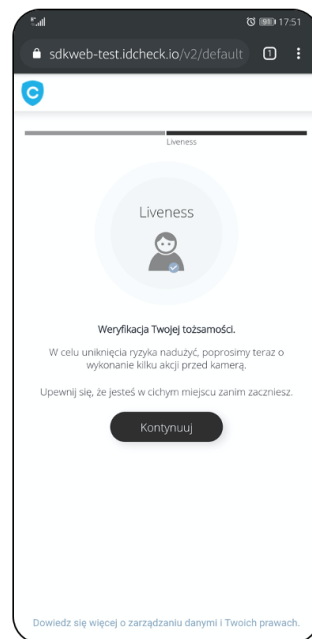 17:51
sdkweb-test.idcheck.io/v2/default
1
Liveness
Liveness
Weryfikacja Twojej tożsamości.
W celu uniknięcia ryzyka nadużyć, poprosimy teraz o
wykonanie kilku akcji przed kamerą.
Upewnij się, że jesteś w cichym miejscu zanim zaczniesz.
Kontynuuj
Dowiedz się więcej o zarządzaniu danymi i Twoich prawach.